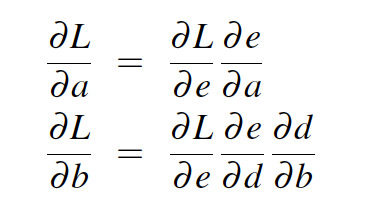 ∂L/∂a = ∂L/∂e ∂e/∂a
∂L/∂b = ∂L/∂e ∂e/∂d ∂d/∂b